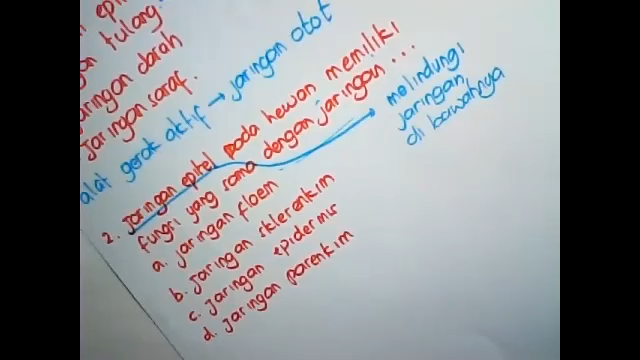 tulang
jaringan darah
jaringan saraf.
alat gerak aktif → jaringan otot
2. jaringan epitel pada hewan memiliki
fungsi yang sama dengan jaringan ...
a. jaringan floem
b. jaringan sklerenkim
c. jaringan epidermis
d. jaringan parenkim
melindungi
jaringan
di bawahnya